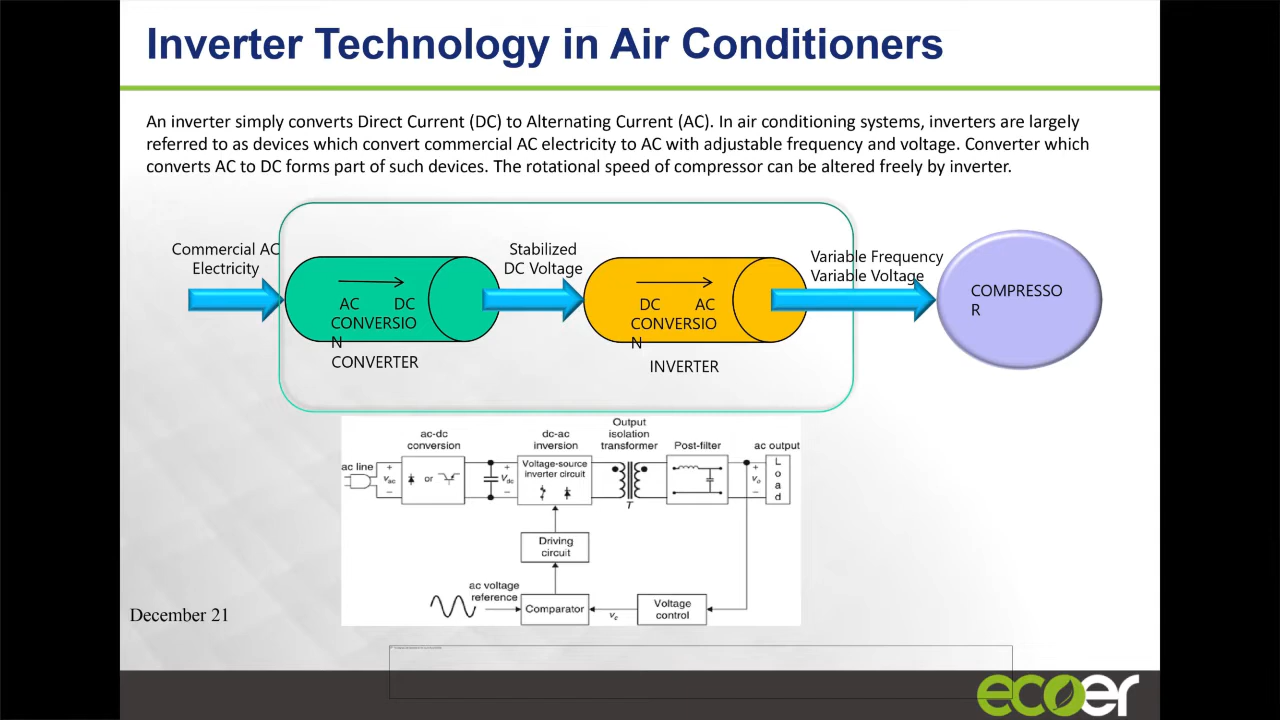 Inverter Technology in Air Conditioners
An inverter simply converts Direct Current (DC) to Alternating Current (AC). In air conditioning systems, inverters are largely
referred to as devices which convert commercial AC electricity to AC with adjustable frequency and voltage. Converter which
converts AC to DC forms part of such devices. The rotational speed of compressor can be altered freely by inverter.
Commercial AC
Electricity
AC DC
CONVERSIO
N
CONVERTER
Stabilized
DC Voltage
DC AC
CONVERSIO
N
INVERTER
Variable Frequency
Variable Voltage
COMPRESSO
R
ac line
+
Vac
−
ac-dc
conversion
or
+
Vdc
−
dc-ac
inversion
Voltage-source
inverter circuit
Output
isolation
transformer
T
Post-filter
ac output
+
vo
−
L
o
a
d
Driving
circuit
ac voltage
reference
Comparator
vc
Voltage
control
December 21
ecoer